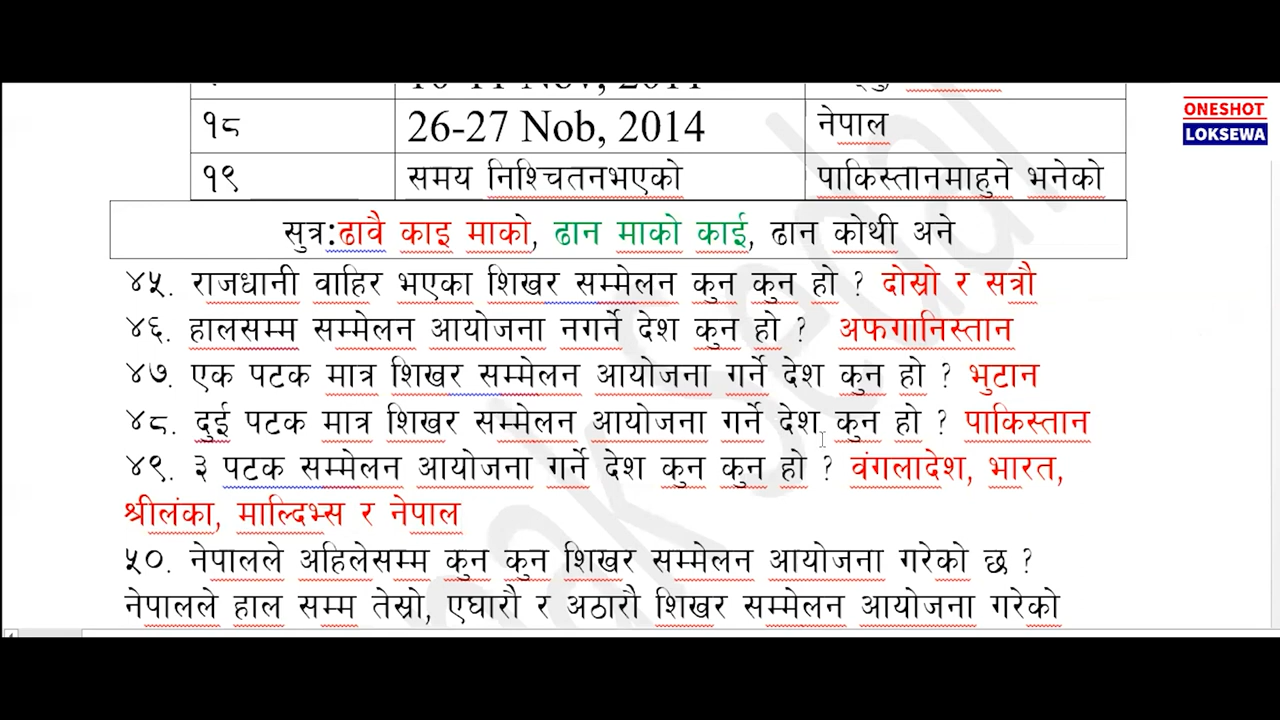 १८ 26-27 Nob, 2014 नेपाल
ONESHOT
LOKSEWA
१९ समय निश्चितनभएको पाकिस्तानमाहुने भनेको
सुत्र:ढावै काइ माको, ढान माको काई, ढान कोथी अने
४५. राजधानी वाहिर भएका शिखर सम्मेलन कुन कुन हो ? दोस्रो र सत्रौ
४६. हालसम्म सम्मेलन आयोजना नगर्ने देश कुन हो ? अफगानिस्तान
४७. एक पटक मात्र शिखर सम्मेलन आयोजना गर्ने देश कुन हो ? भुटान
४८. दुई पटक मात्र शिखर सम्मेलन आयोजना गर्ने देश कुन हो ? पाकिस्तान
४९. ३ पटक सम्मेलन आयोजना गर्ने देश कुन कुन हो ? वंगलादेश, भारत,
श्रीलंका, माल्दिभ्स र नेपाल
५०. नेपालले अहिलेसम्म कुन कुन शिखर सम्मेलन आयोजना गरेको छ ?
नेपालले हाल सम्म तेस्रो, एघारौ र अठारौ शिखर सम्मेलन आयोजना गरेको